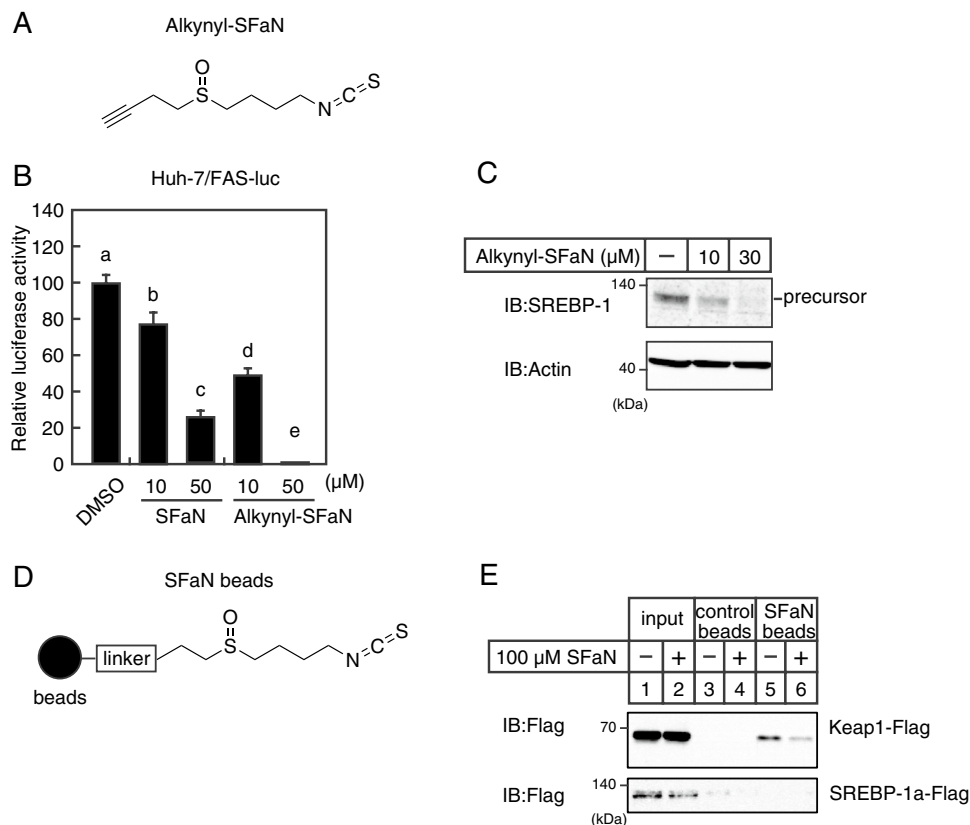 A
Alkynyl-SFaN
O
S
N
C
S
B
Huh-7/FAS-luc
Relative luciferase activity
140
120
100
80
60
40
20
0
a
b
c
d
e
DMSO
10 50 10 50 (μM)
SFaN Alkynyl-SFaN
C
Alkynyl-SFaN (μM) – 10 30
140
IB:SREBP-1
precursor
IB:Actin
40
(kDa)
D
SFaN beads
O
S
N
C
S
linker
beads
E
input control beads SFaN beads
100 μM SFaN – + – + – +
1 2 3 4 5 6
IB:Flag 70 Keap1-Flag
IB:Flag 140 SREBP-1a-Flag
(kDa)